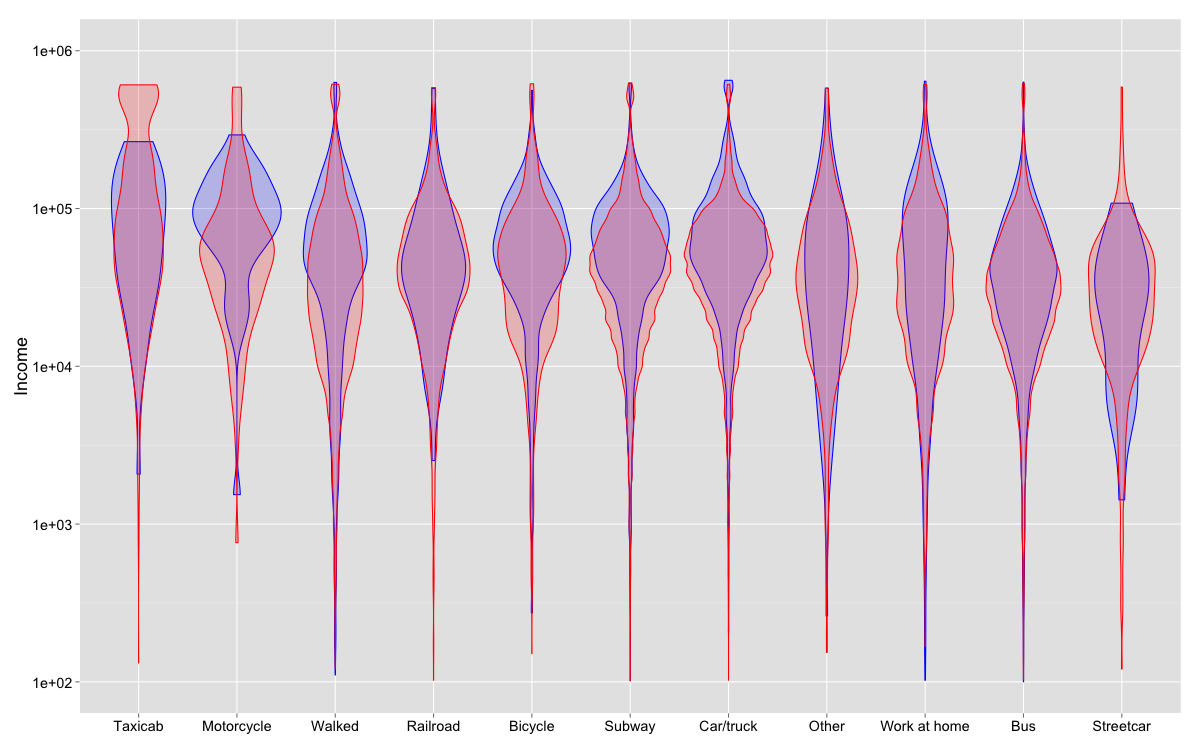 Income
1e+06
1e+05
1e+04
1e+03
1e+02
Taxicab Motorcycle Walked Railroad Bicycle Subway Car/truck Other Work at home Bus Streetcar